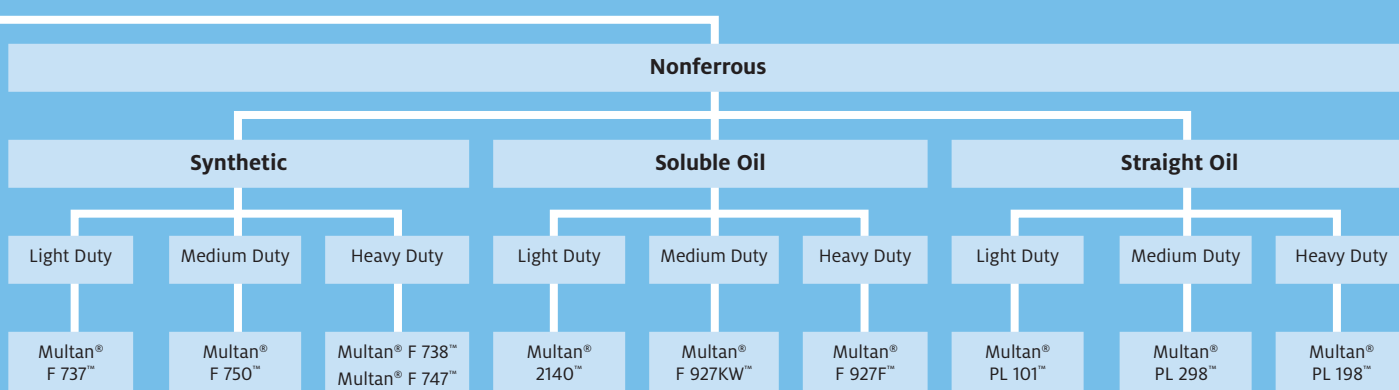 Nonferrous
Synthetic
Soluble Oil
Straight Oil
Light Duty
Medium Duty
Heavy Duty
Light Duty
Medium Duty
Heavy Duty
Light Duty
Medium Duty
Heavy Duty
Multan®
F 737™
Multan®
F 750™
Multan® F 738™
Multan® F 747™
Multan®
2140™
Multan®
F 927KW™
Multan®
F 927F™
Multan®
PL 101™
Multan®
PL 298™
Multan®
PL 198™